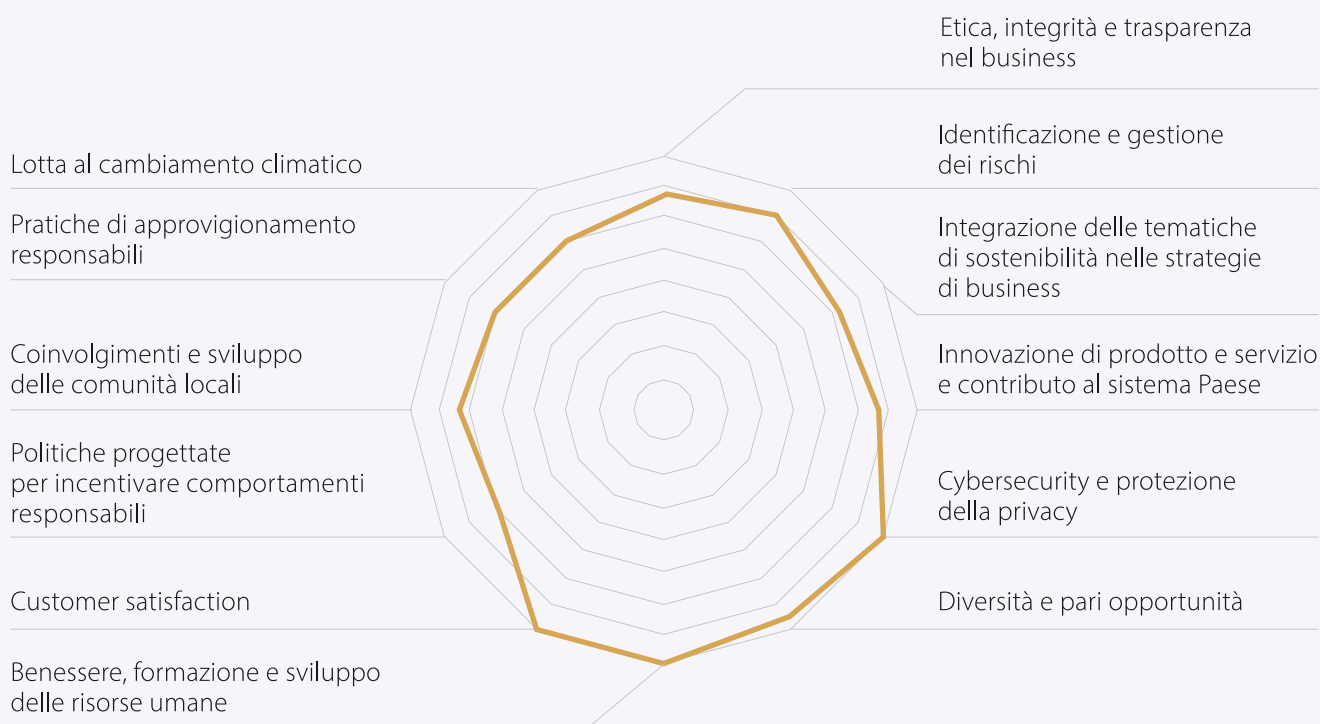 Etica, integrità e trasparenza
nel business
Identificazione e gestione
dei rischi
Integrazione delle tematiche
di sostenibilità nelle strategie
di business
Innovazione di prodotto e servizio
e contributo al sistema Paese
Cybersecurity e protezione
della privacy
Diversità e pari opportunità
Lotta al cambiamento climatico
Pratiche di approvigionamento
responsabili
Coinvolgimenti e sviluppo
delle comunità locali
Politiche progettate
per incentivare comportamenti
responsabili
Customer satisfaction
Benessere, formazione e sviluppo
delle risorse umane